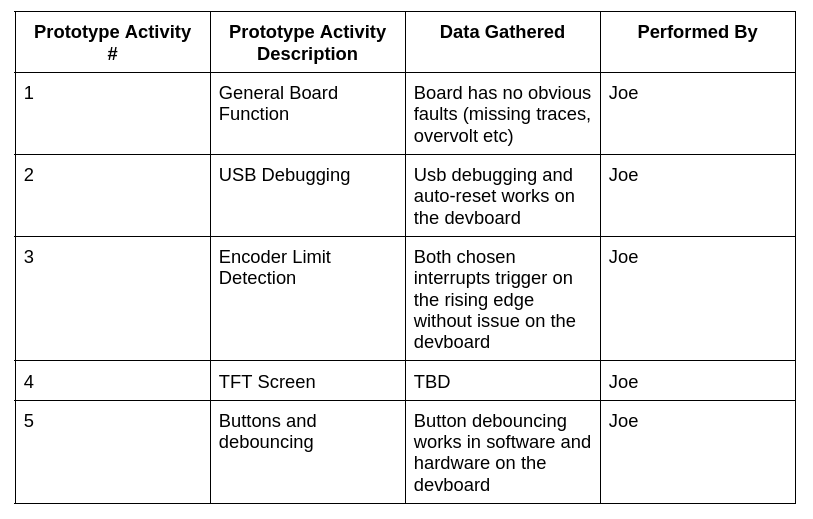 Prototype Activity
#
Prototype Activity
Description
Data Gathered
Performed By
1
General Board
Function
Board has no obvious
faults (missing traces,
overvolt etc)
Joe
2
USB Debugging
Usb debugging and
auto-reset works on
the devboard
Joe
3
Encoder Limit
Detection
Both chosen
interrupts trigger on
the rising edge
without issue on the
devboard
Joe
4
TFT Screen
TBD
Joe
5
Buttons and
debouncing
Button debouncing
works in software and
hardware on the
devboard
Joe